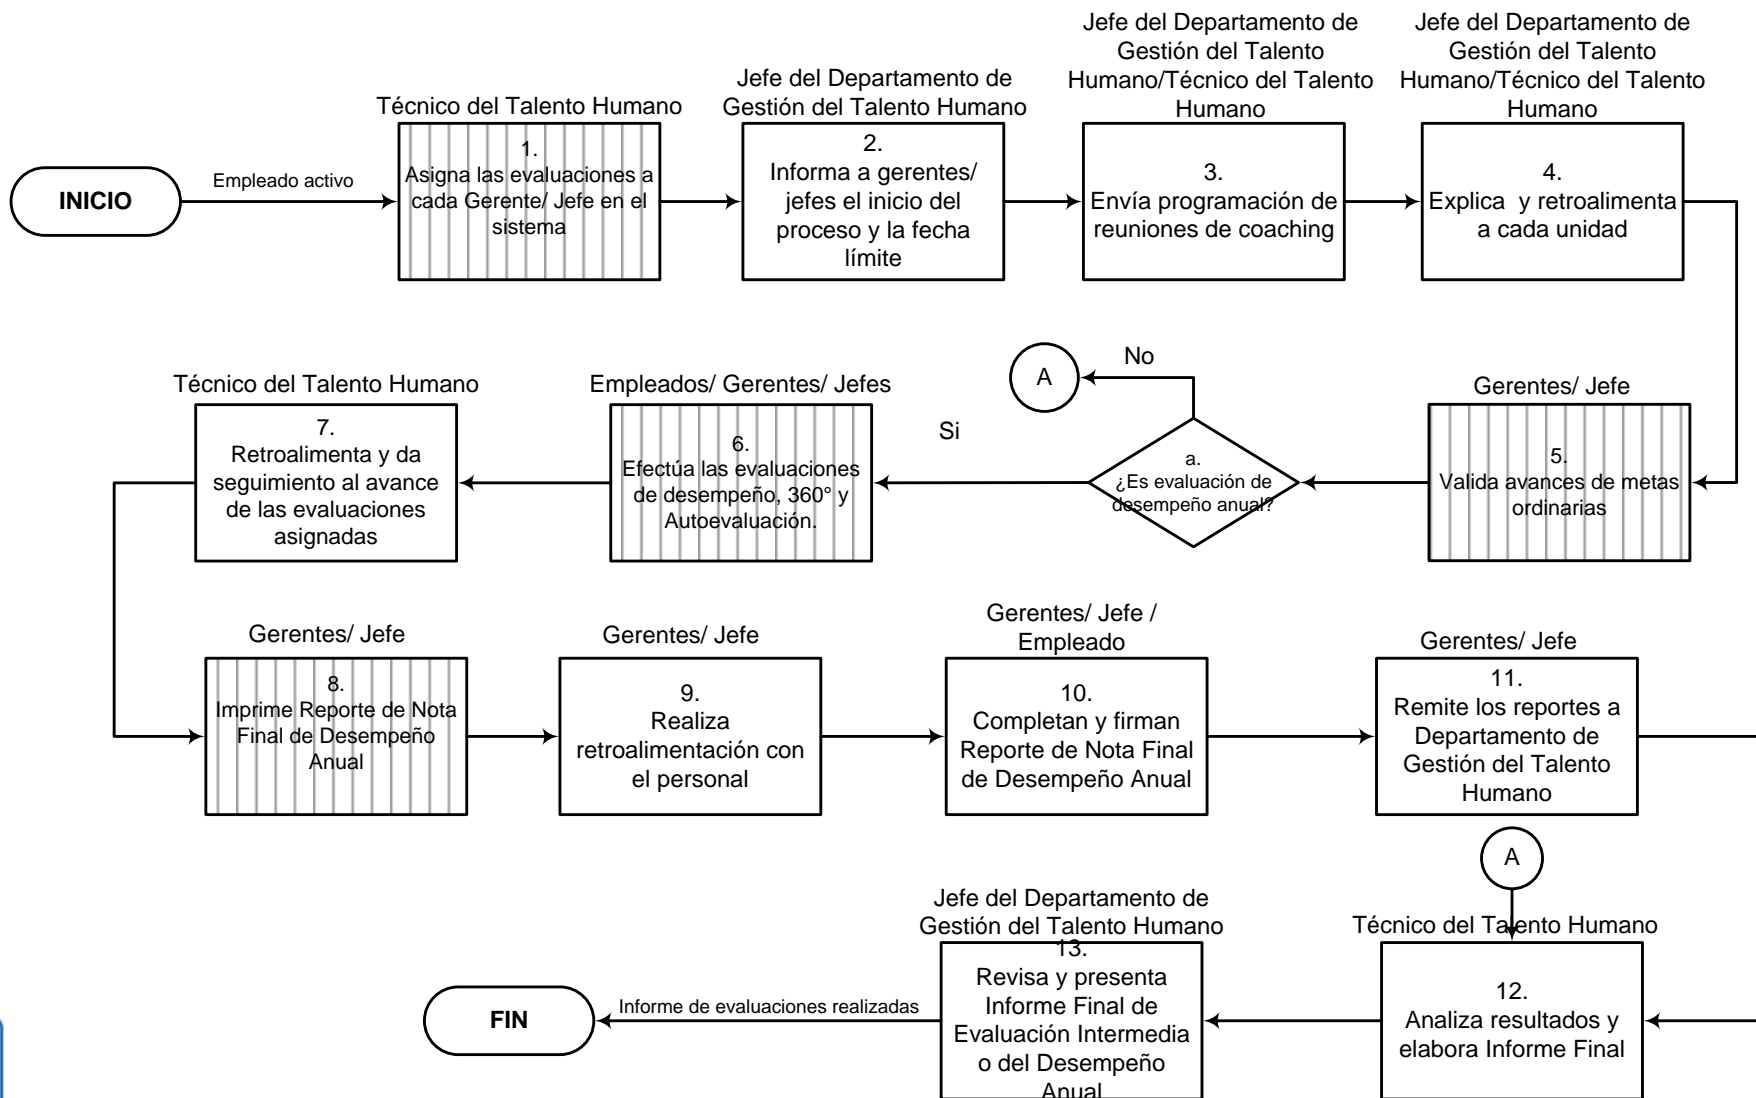 INICIO
Empleado activo
Técnico del Talento Humano
1.
Asigna las evaluaciones a
cada Gerente/ Jefe en el
sistema
Jefe del Departamento de
Gestión del Talento Humano
2.
Informa a gerentes/
jefes el inicio del
proceso y la fecha
límite
Jefe del Departamento de
Gestión del Talento
Humano/Técnico del Talento
Humano
3.
Envía programación de
reuniones de coaching
Jefe del Departamento de
Gestión del Talento
Humano/Técnico del Talento
Humano
4.
Explica y retroalimenta
a cada unidad
Gerentes/ Jefe
5.
Valida avances de metas
ordinarias
a.
¿Es evaluación de
desempeño anual?
No
A
Si
Empleados/ Gerentes/ Jefes
6.
Efectúa las evaluaciones
de desempeño, 360° y
Autoevaluación.
Técnico del Talento Humano
7.
Retroalimenta y da
seguimiento al avance
de las evaluaciones
asignadas
Gerentes/ Jefe
8.
Imprime Reporte de Nota
Final de Desempeño
Anual
Gerentes/ Jefe
9.
Realiza
retroalimentación con
el personal
Gerentes/ Jefe /
Empleado
10.
Completan y firman
Reporte de Nota Final
de Desempeño Anual
Gerentes/ Jefe
11.
Remite los reportes a
Departamento de
Gestión del Talento
Humano
A
Técnico del Talento Humano
12.
Analiza resultados y
elabora Informe Final
Jefe del Departamento de
Gestión del Talento Humano
13.
Revisa y presenta
Informe Final de
Evaluación Intermedia
o del Desempeño
Anual
Informe de evaluaciones realizadas
FIN